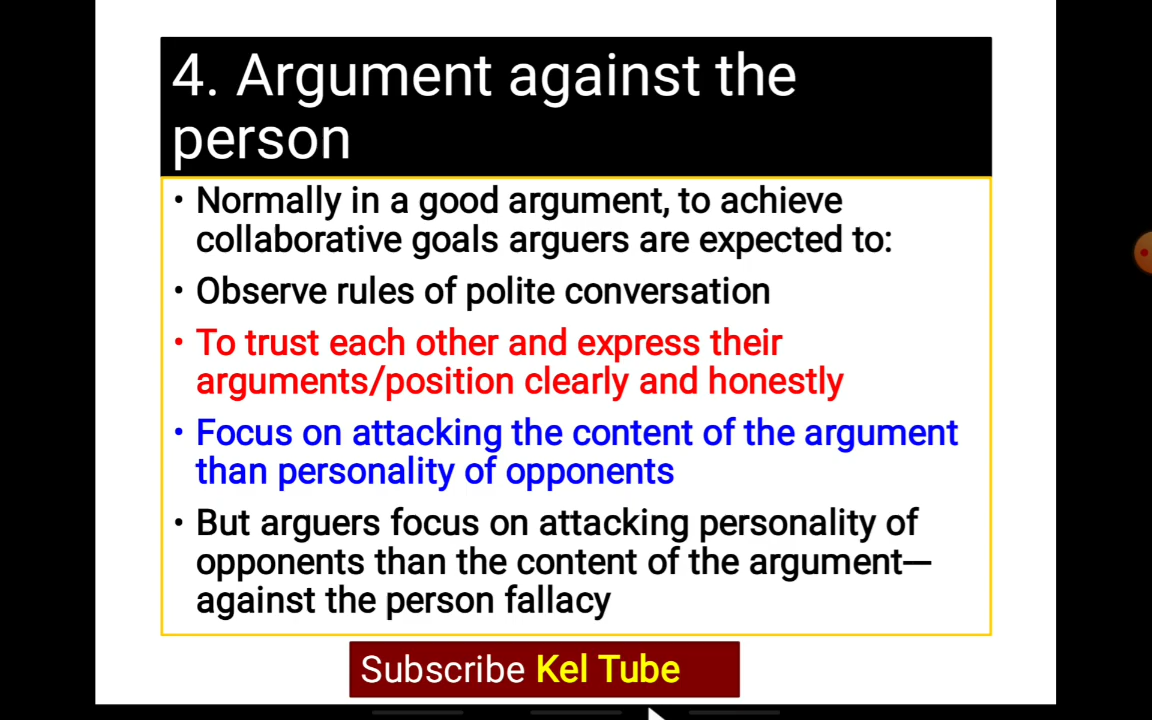 4. Argument against the
person
• Normally in a good argument, to achieve
collaborative goals arguers are expected to:
• Observe rules of polite conversation
• To trust each other and express their
arguments/position clearly and honestly
• Focus on attacking the content of the argument
than personality of opponents
• But arguers focus on attacking personality of
opponents than the content of the argument—
against the person fallacy
Subscribe Kel Tube